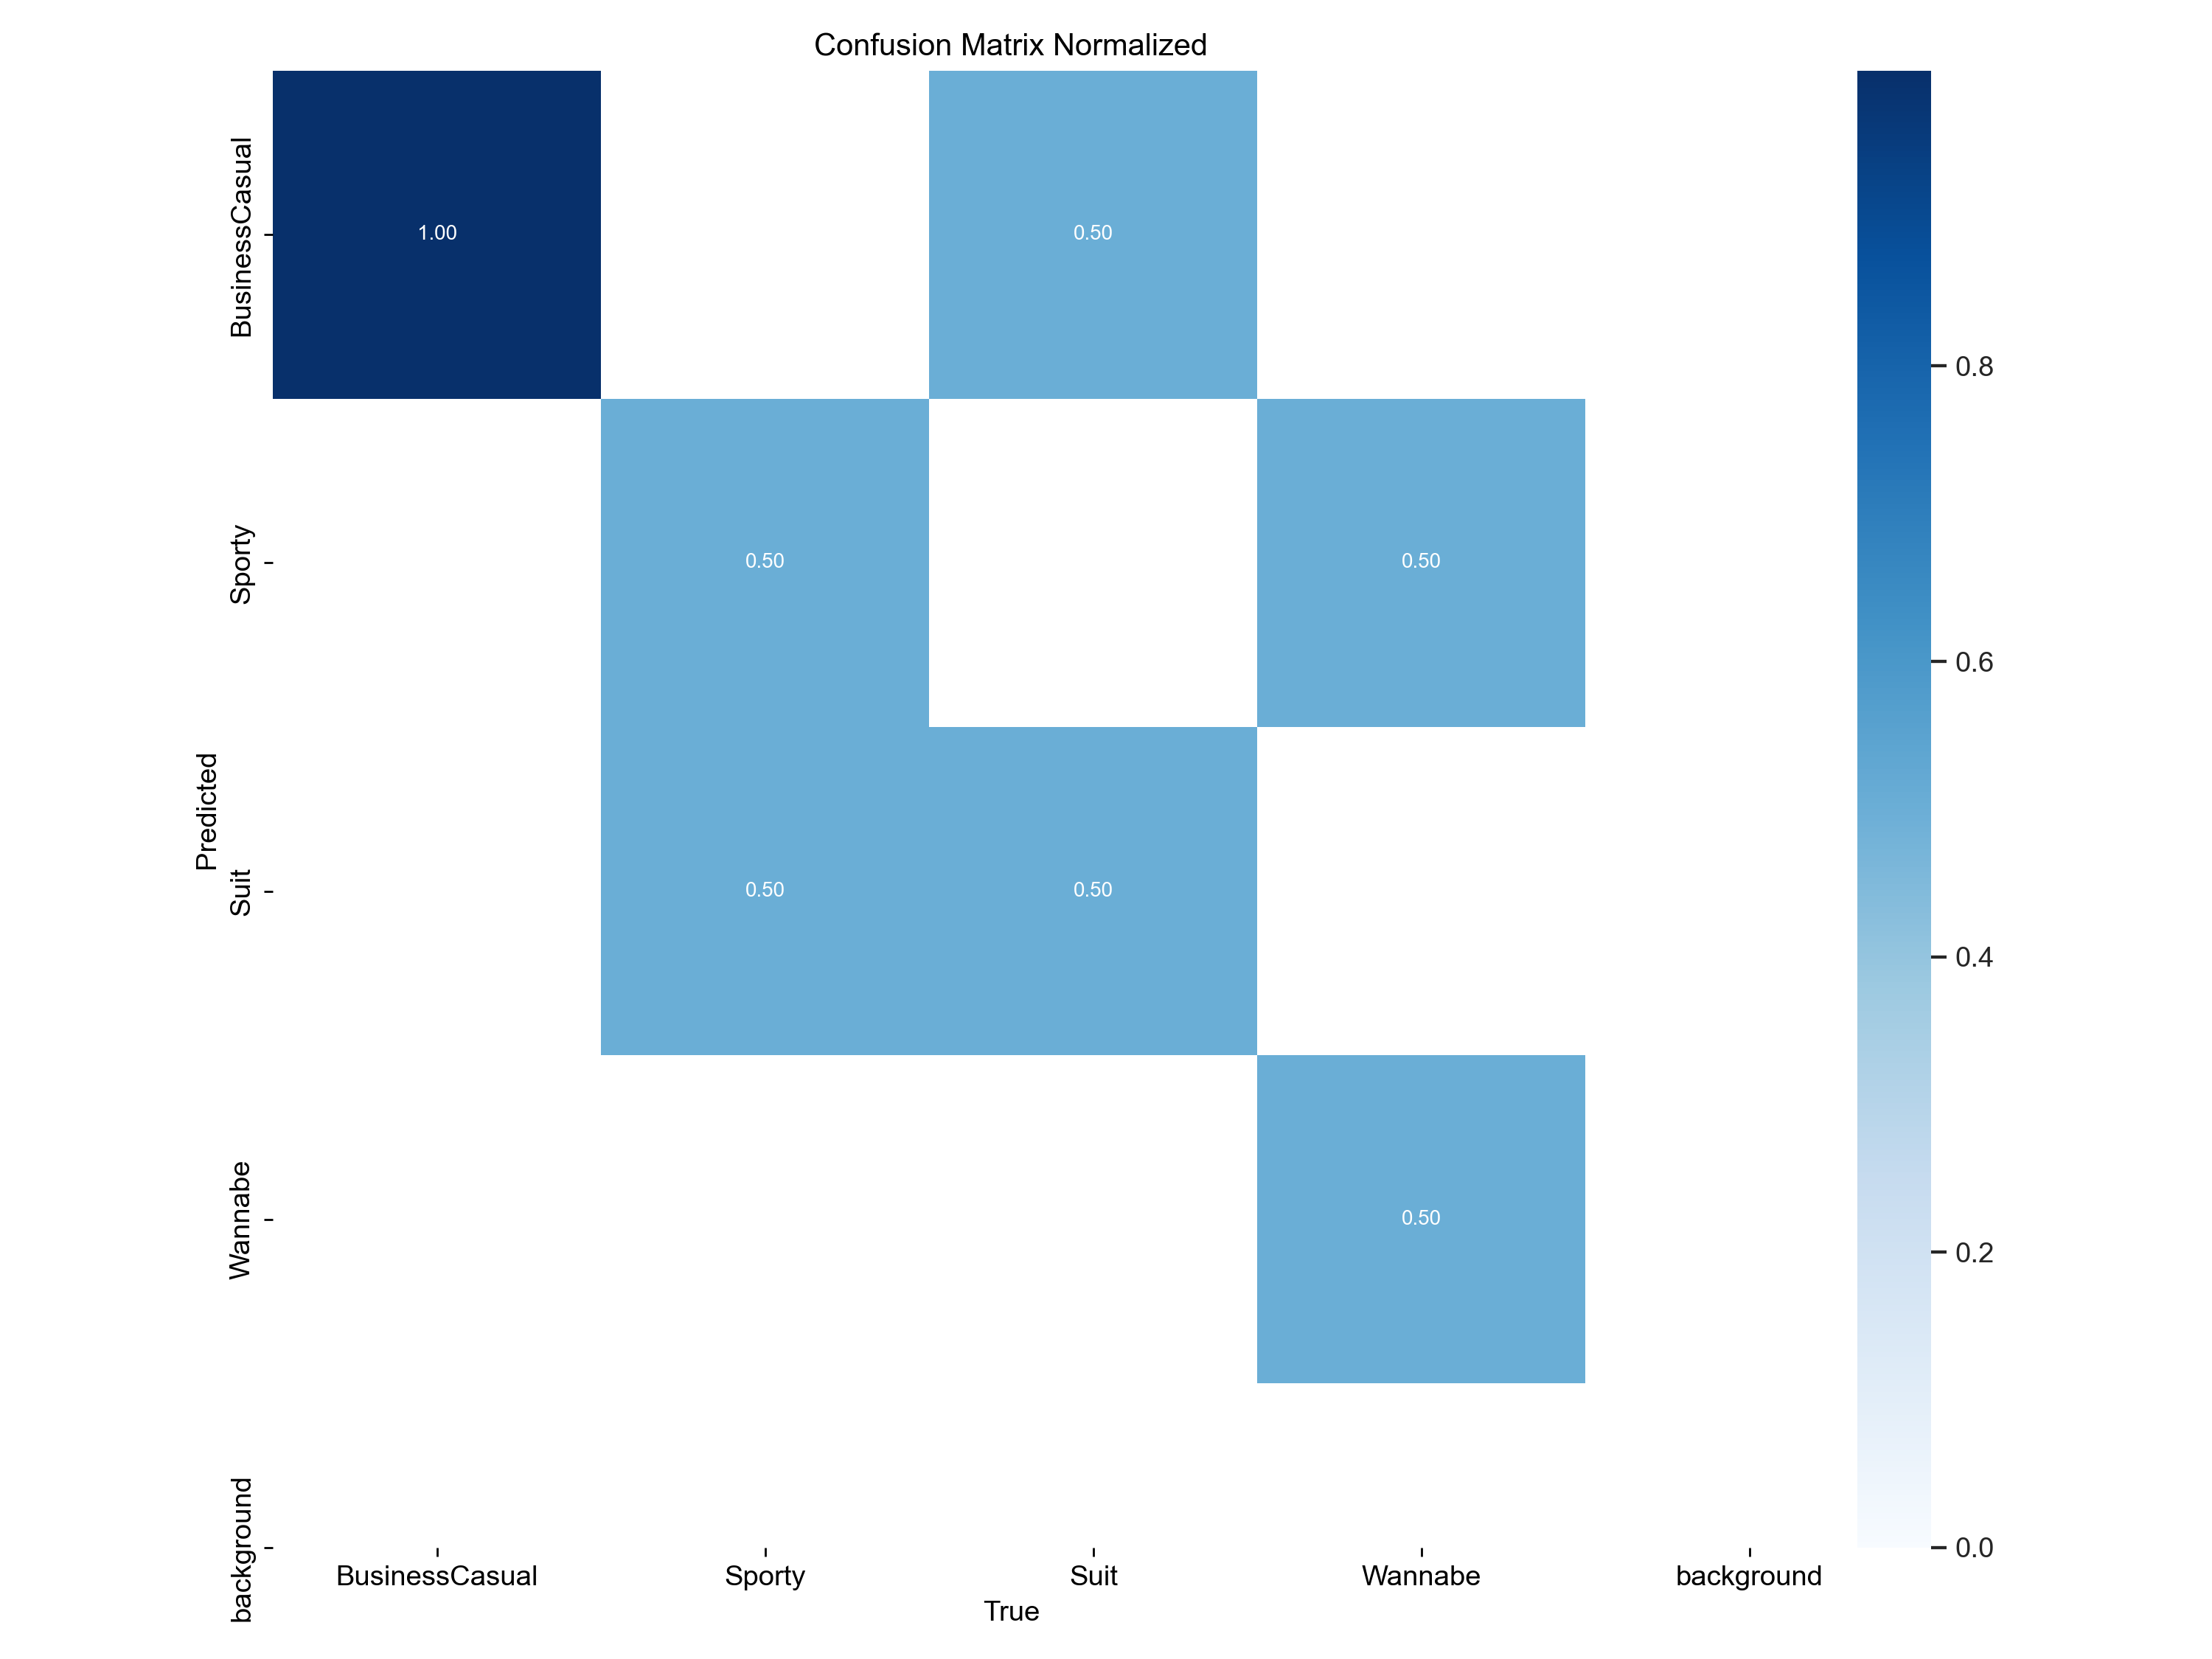 Confusion Matrix Normalized
BusinessCasual
1.00
0.50
Sporty
0.50
0.50
Predicted
Suit
0.50
0.50
Wannabe
0.50
background
BusinessCasual
Sporty
Suit
Wannabe
background
True
0.8
0.6
0.4
0.2
0.0